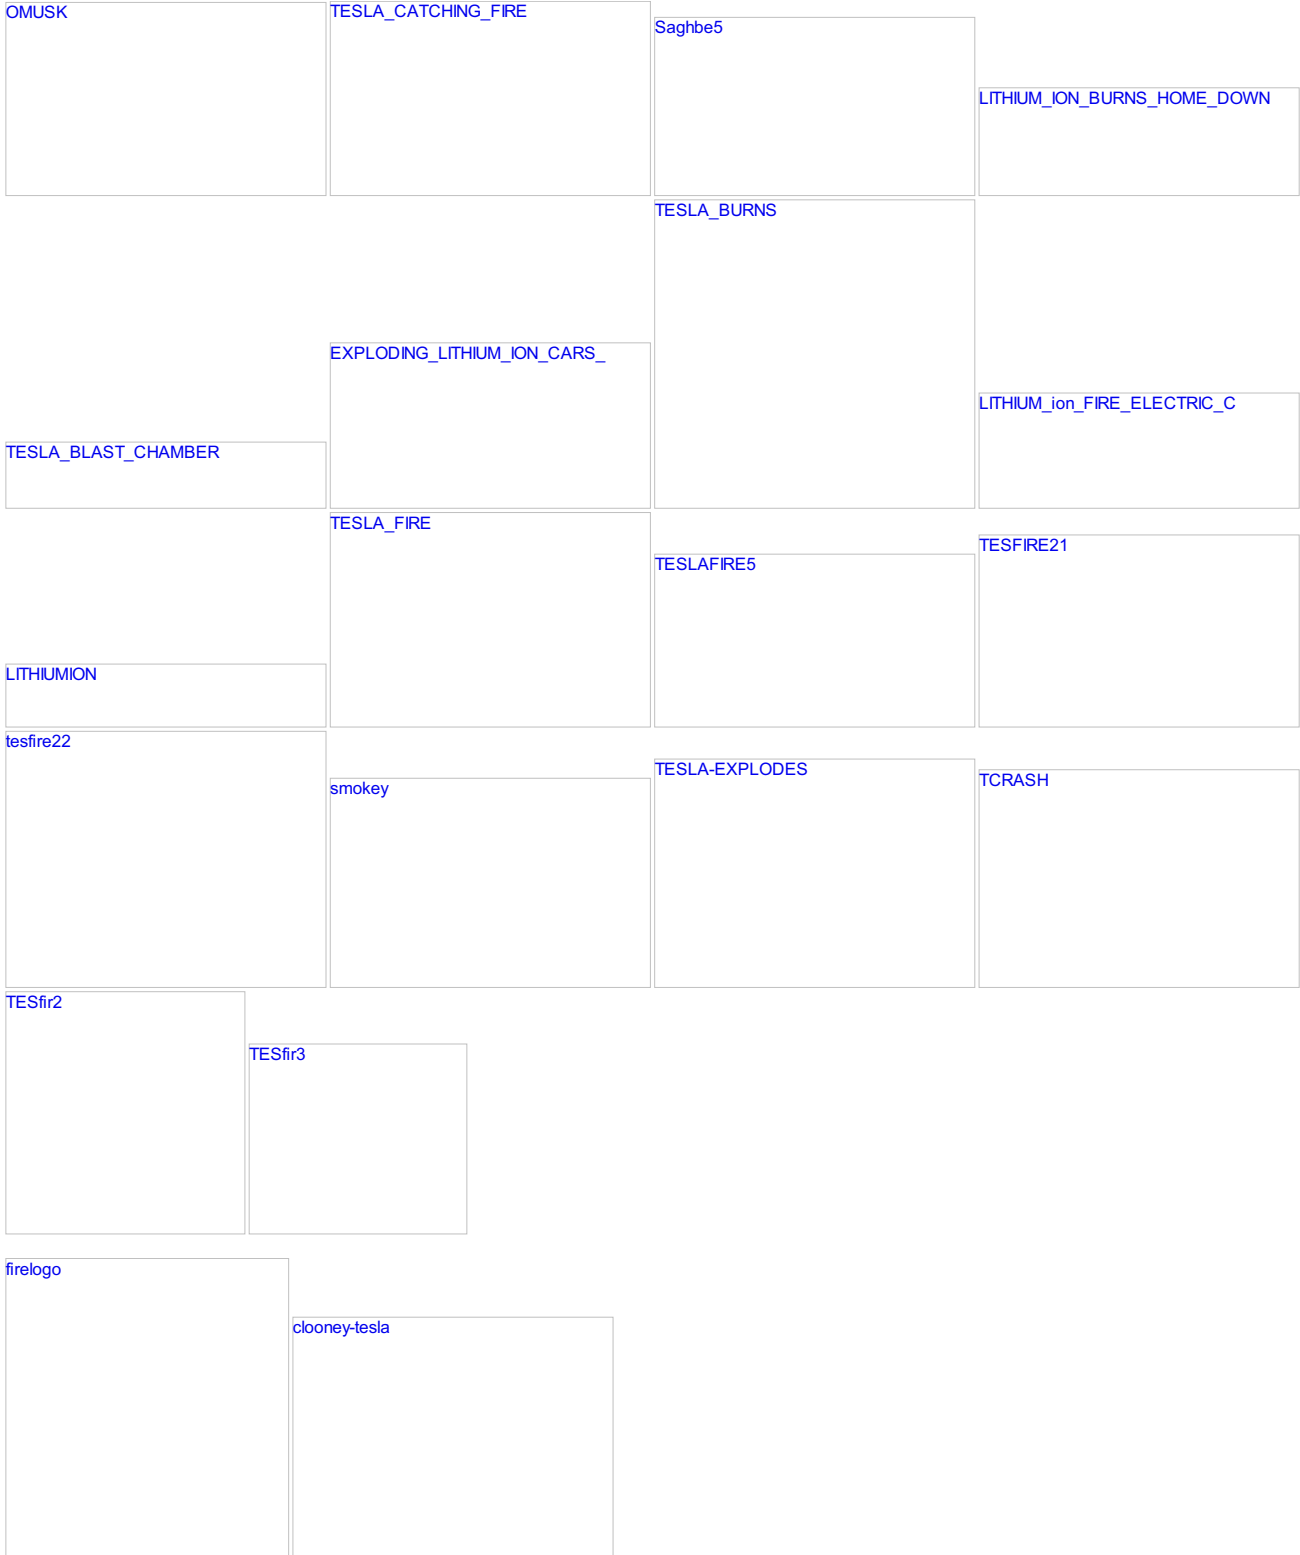 OMUSK
TESLA_CATCHING_FIRE
Saghbe5
LITHIUM_ION_BURNS_HOME_DOWN
TESLA_BLAST_CHAMBER
EXPLODING_LITHIUM_ION_CARS_
TESLA_BURNS
LITHIUM_ion_FIRE_ELECTRIC_C
LITHIUMION
TESLA_FIRE
TESLAFIRE5
TESFIRE21
tesfire22
smokey
TESLA-EXPLODES
TCRASH
TESfir2
TESfir3
firelogo
clooney-tesla